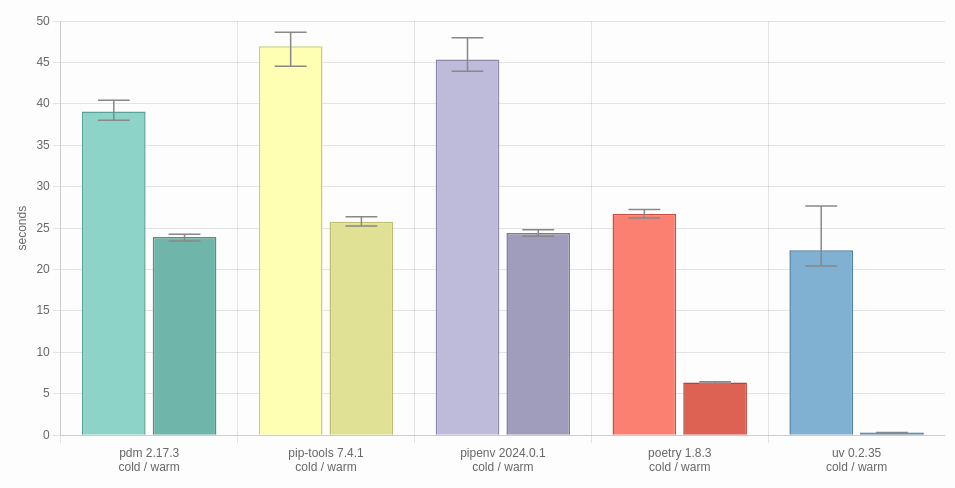 50
45
40
35
30
25
20
15
10
5
0
seconds
pdm 2.17.3
cold / warm
pip-tools 7.4.1
cold / warm
pipenv 2024.0.1
cold / warm
poetry 1.8.3
cold / warm
uv 0.2.35
cold / warm